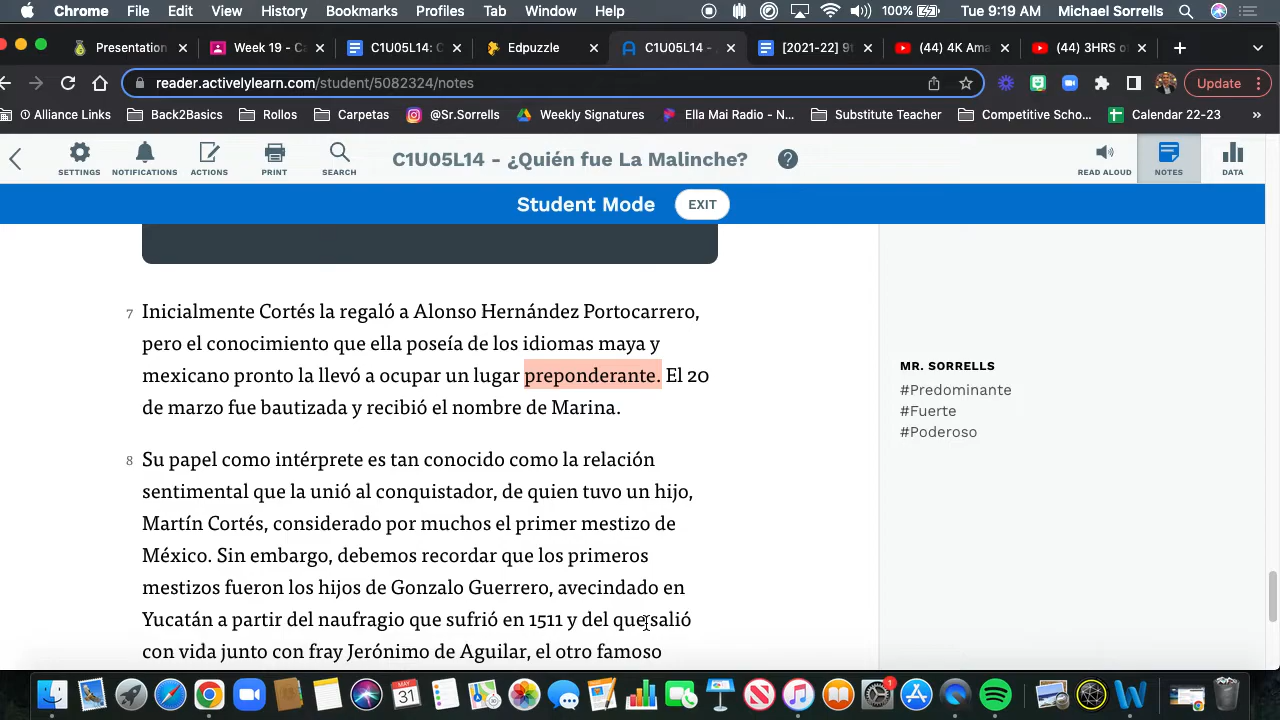 Chrome File Edit View History Bookmarks Profiles Tab Window Help 100% Tue 9:19 AM Michael Sorrells
Presentation Week 19 - Ca C1U05L14: C Edpuzzle C1U05L14 - [2021-22] 9t (44) 4K Ama (44) 3HRS o
reader.activelylearn.com/student/5082324/notes Update
Alliance Links Back2Basics Rollos Carpetas @Sr.Sorrells Weekly Signatures Ella Mai Radio - N... Substitute Teacher Competitive Scho... Calendar 22-23 »
SETTINGS NOTIFICATIONS ACTIONS PRINT SEARCH C1U05L14 - ¿Quién fue La Malinche? ? READ ALOUD NOTES DATA
Student Mode EXIT
7 Inicialmente Cortés la regaló a Alonso Hernández Portocarrero,
pero el conocimiento que ella poseía de los idiomas maya y
mexicano pronto la llevó a ocupar un lugar preponderante. El 20
de marzo fue bautizada y recibió el nombre de Marina.
MR. SORRELLS
#Predominante
#Fuerte
#Poderoso
8 Su papel como intérprete es tan conocido como la relación
sentimental que la unió al conquistador, de quien tuvo un hijo,
Martín Cortés, considerado por muchos el primer mestizo de
México. Sin embargo, debemos recordar que los primeros
mestizos fueron los hijos de Gonzalo Guerrero, avecindado en
Yucatán a partir del naufragio que sufrió en 1511 y del que salió
con vida junto con fray Jerónimo de Aguilar, el otro famoso
MAY
31
1